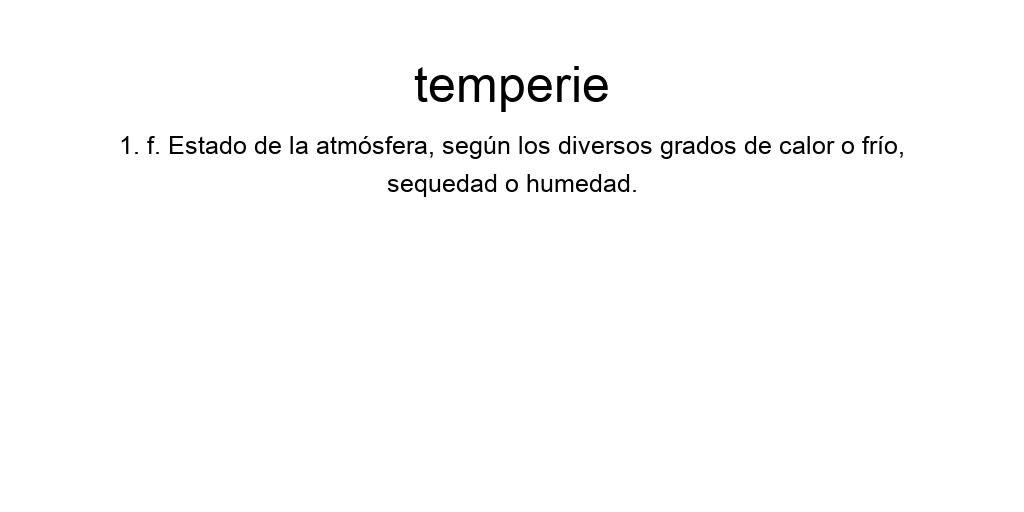 temperie
1. f. Estado de la atmósfera, según los diversos grados de calor o frío,
sequedad o humedad.